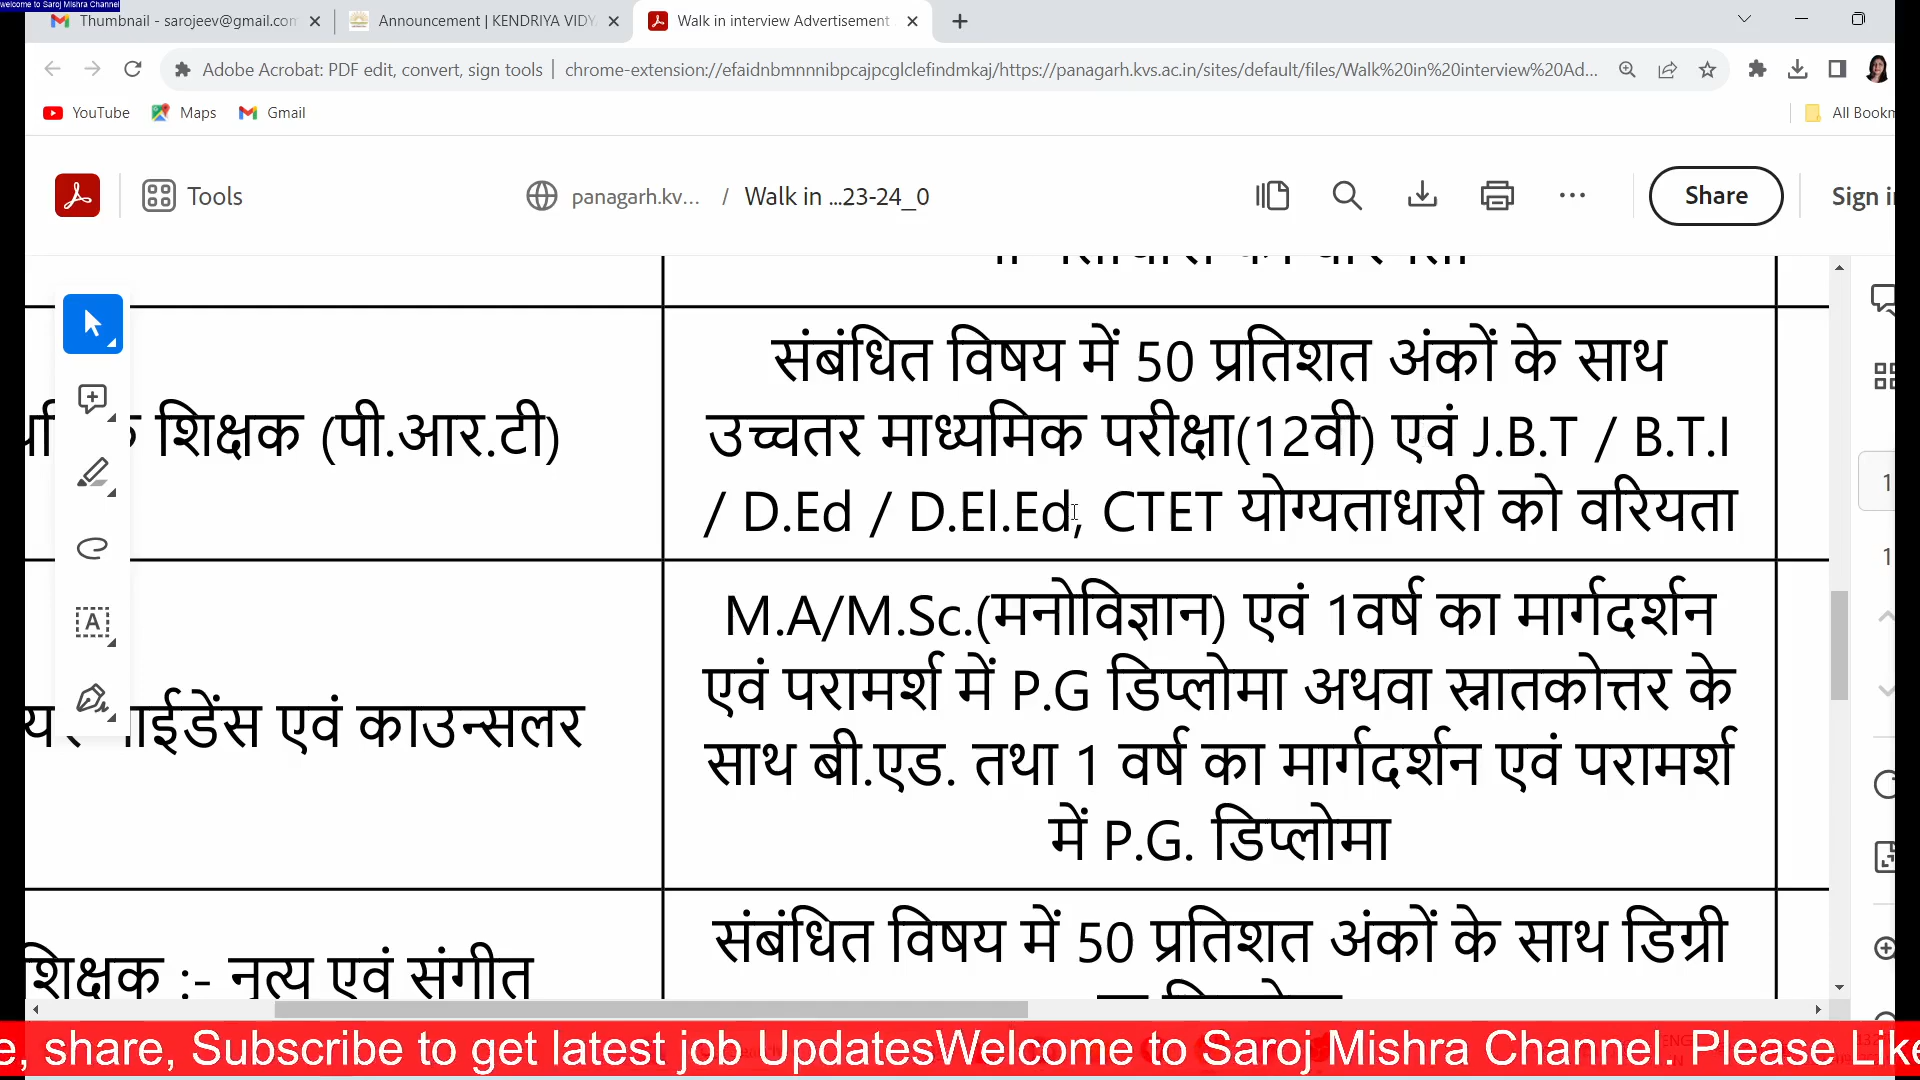 welcome to Saroj Mishra Channel
Thumbnail - sarojeev@gmail.com
Announcement | KENDRIYA VIDY
Walk in interview Advertisement
Adobe Acrobat: PDF edit, convert, sign tools
chrome-extension://efaidnbmnnnibpcajpcglclefindmkaj/https://panagarh.kvs.ac.in/sites/default/files/Walk%20in%20interview%20Ad...
YouTube
Maps
Gmail
All Bookm
Tools
panagarh.kv... / Walk in ...23-24_0
Share
Sign in
शिक्षक (पी.आर.टी)
संबंधित विषय में 50 प्रतिशत अंकों के साथ
उच्चतर माध्यमिक परीक्षा(12वी) एवं J.B.T / B.T.I
/ D.Ed / D.El.Ed, CTET योग्यताधारी को वरियता
गाईडेंस एवं काउन्सलर
M.A/M.Sc.(मनोविज्ञान) एवं 1वर्ष का मार्गदर्शन
एवं परामर्श में P.G डिप्लोमा अथवा स्नातकोत्तर के
साथ बी.एड. तथा 1 वर्ष का मार्गदर्शन एवं परामर्श
में P.G. डिप्लोमा
शिक्षक :- नृत्य एवं संगीत
संबंधित विषय में 50 प्रतिशत अंकों के साथ डिग्री
1
1
e, share, Subscribe to get latest job UpdatesWelcome to Saroj Mishra Channel. Please Like